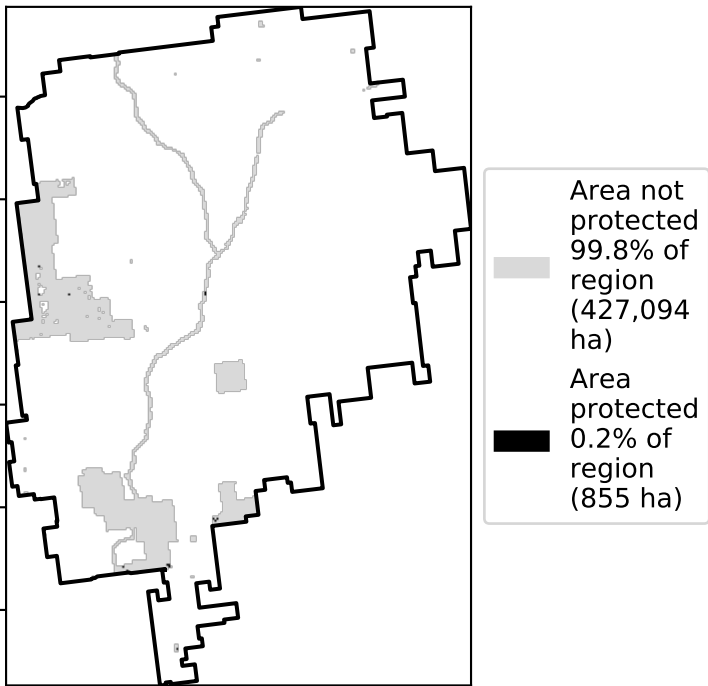 Area not
protected
99.8% of
region
(427,094
ha)
Area
protected
0.2% of
region
(855 ha)